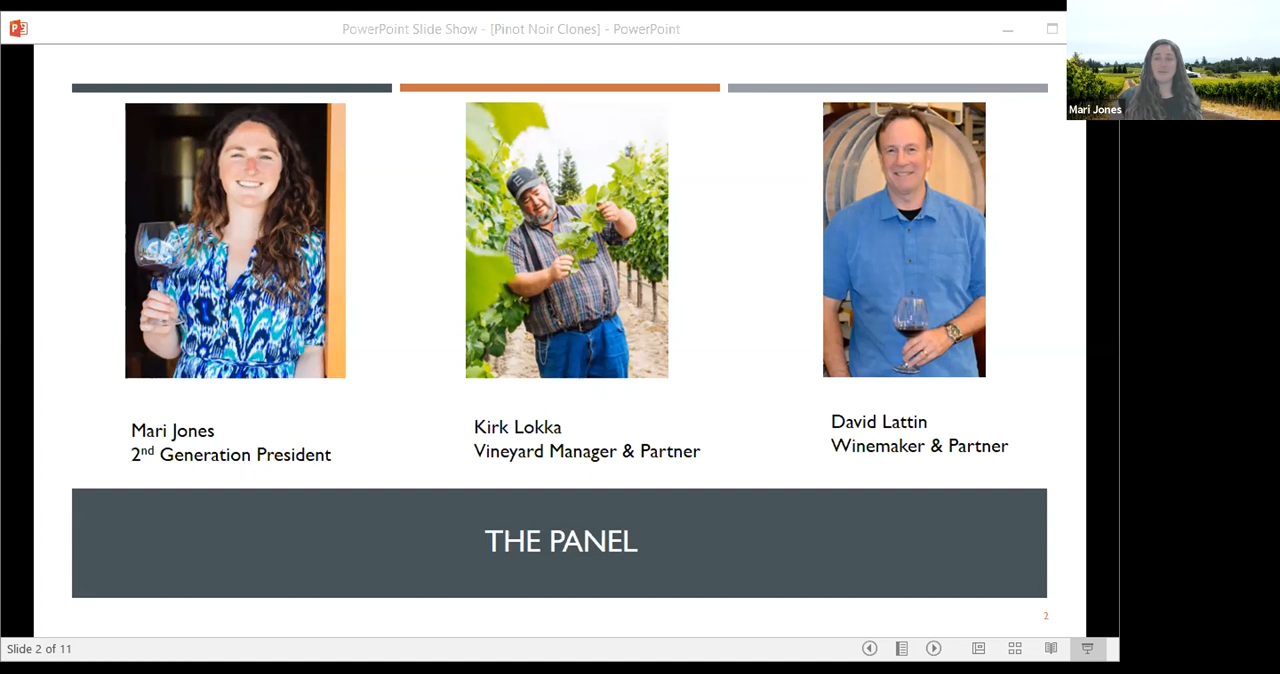 PowerPoint Slide Show - [Pinot Noir Clones] - PowerPoint
Mari Jones
Mari Jones
2nd Generation President
Kirk Lokka
Vineyard Manager & Partner
David Lattin
Winemaker & Partner
THE PANEL
2
Slide 2 of 11